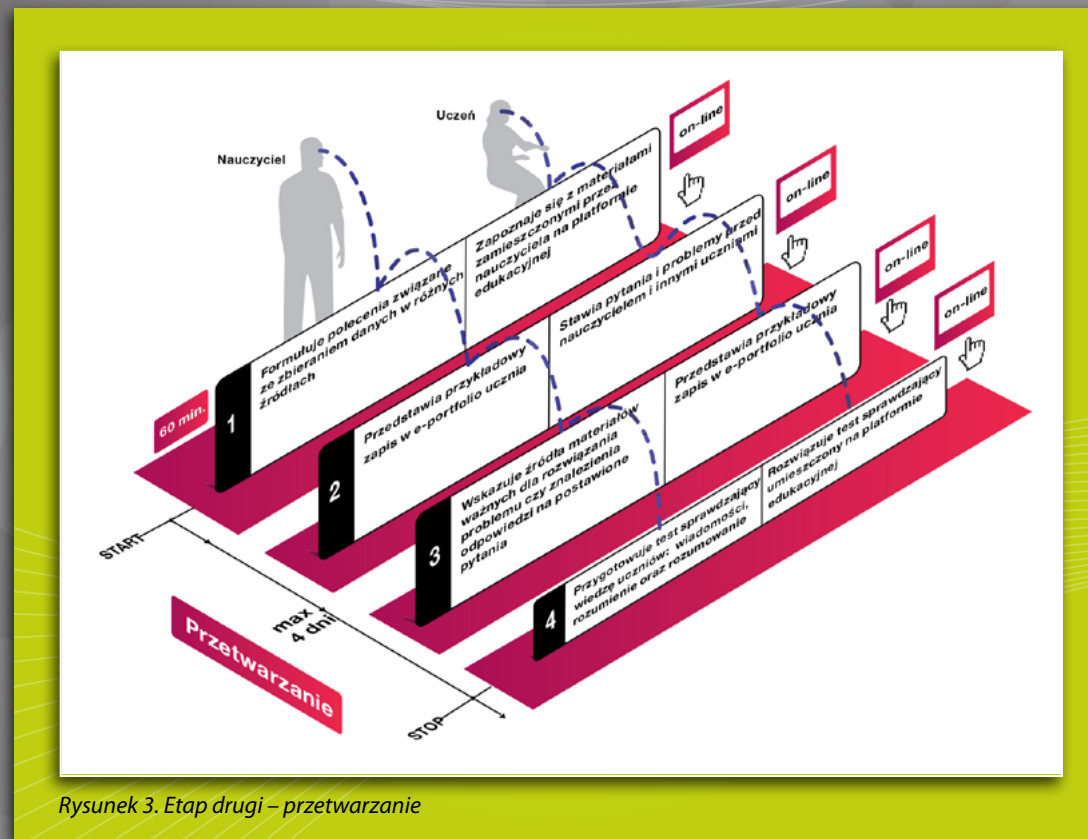 Nauczyciel
Uczeń
60 min.
1
Formułuje polecenia związane
ze zbieraniem danych w różnych
źródłach
Zapoznaje się z materiałami
zamieszczonymi przez
nauczyciela na platformie
edukacyjnej
on-line
2
Przedstawia przykładowy
zapis w e-portfolio ucznia
Stawia pytania i problemy przed
nauczycielem i innymi uczniami
on-line
3
Wskazuje źródła materiałów
ważnych dla rozwiązania
problemu czy znalezienia
odpowiedzi na postawione
pytania
Przedstawia przykładowy
zapis w e-portfolio ucznia
on-line
4
Przygotowuje test sprawdzający
wiedzę uczniów: wiadomości,
rozumienie oraz rozumowanie
Rozwiązuje test sprawdzający
umieszczony na platformie
edukacyjnej
on-line
START
max
4 dni
STOP
Przetwarzanie
Rysunek 3. Etap drugi – przetwarzanie